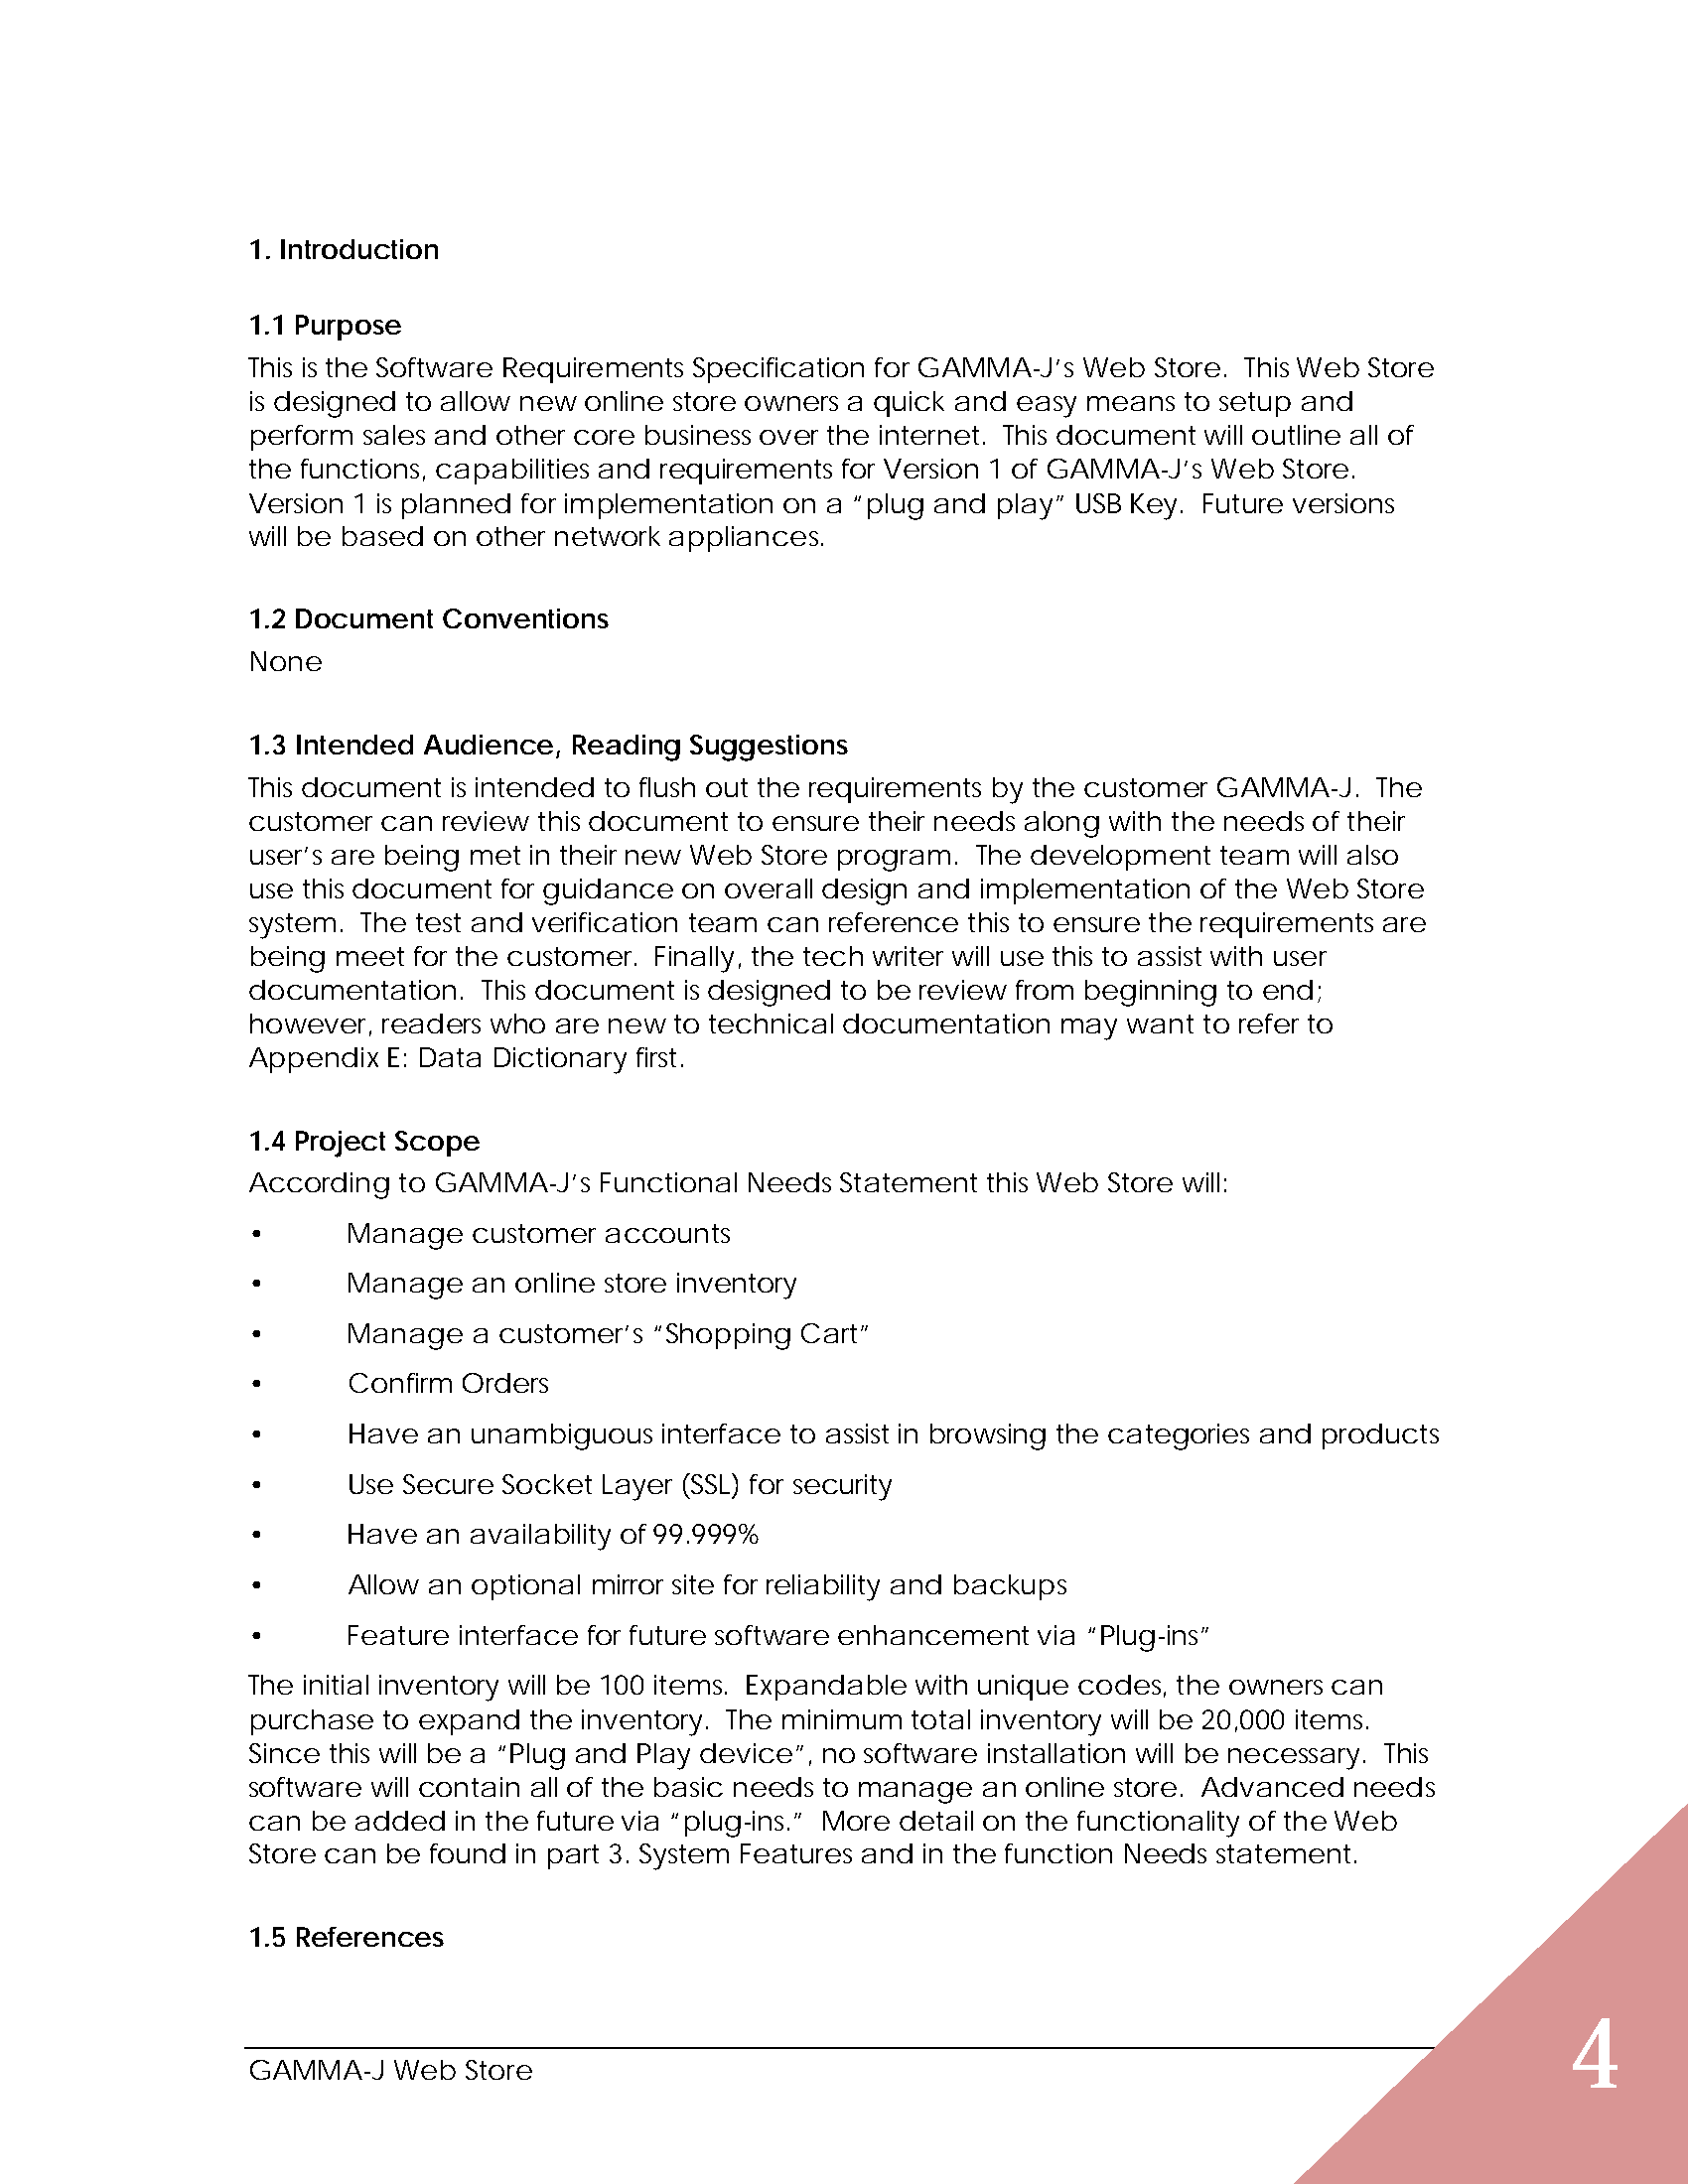 1. Introduction
1.1 Purpose
This is the Software Requirements Specification for GAMMA-J's Web Store.  This Web Store
is designed to allow new online store owners a quick and easy means to setup and
perform sales and other core business over the internet.  This document will outline all of
the functions, capabilities and requirements for Version 1 of GAMMA-J's Web Store.
Version 1 is planned for implementation on a “plug and play” USB Key.  Future versions
will be based on other network appliances.
1.2 Document Conventions
None
1.3 Intended Audience, Reading Suggestions
This document is intended to flush out the requirements by the customer GAMMA-J.  The
customer can review this document to ensure their needs along with the needs of their
user's are being met in their new Web Store program.  The development team will also
use this document for guidance on overall design and implementation of the Web Store
system.  The test and verification team can reference this to ensure the requirements are
being meet for the customer.  Finally, the tech writer will use this to assist with user
documentation.  This document is designed to be review from beginning to end;
however, readers who are new to technical documentation may want to refer to
Appendix E: Data Dictionary first.
1.4 Project Scope
According to GAMMA-J's Functional Needs Statement this Web Store will:
• Manage customer accounts
• Manage an online store inventory
• Manage a customer's “Shopping Cart”
• Confirm Orders
• Have an unambiguous interface to assist in browsing the categories and products
• Use Secure Socket Layer (SSL) for security
• Have an availability of 99.999%
• Allow an optional mirror site for reliability and backups
• Feature interface for future software enhancement via “Plug-ins”
The initial inventory will be 100 items.  Expandable with unique codes, the owners can
purchase to expand the inventory.  The minimum total inventory will be 20,000 items.
Since this will be a “Plug and Play device”, no software installation will be necessary.  This
software will contain all of the basic needs to manage an online store.  Advanced needs
can be added in the future via “plug-ins.”  More detail on the functionality of the Web
Store can be found in part 3. System Features and in the function Needs statement.
1.5 References
GAMMA-J Web Store
4